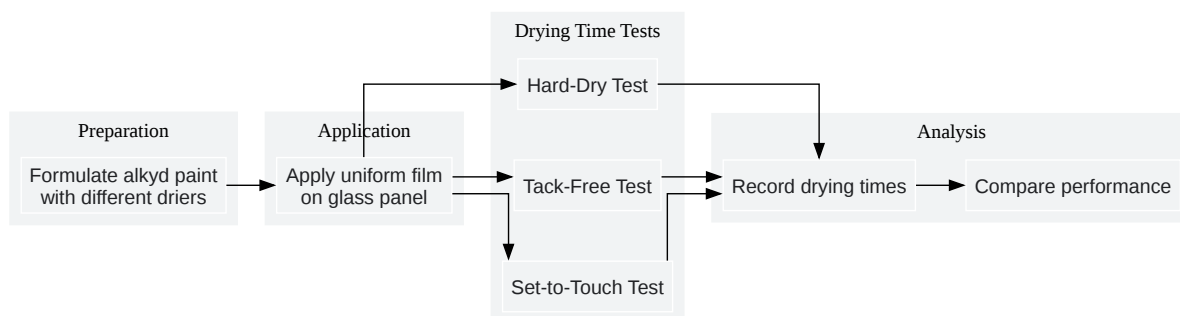 Drying Time Tests
Hard-Dry Test
Preparation
Application
Analysis
Formulate alkyd paint
with different driers
Apply uniform film
on glass panel
Tack-Free Test
Record drying times
Compare performance
Set-to-Touch Test